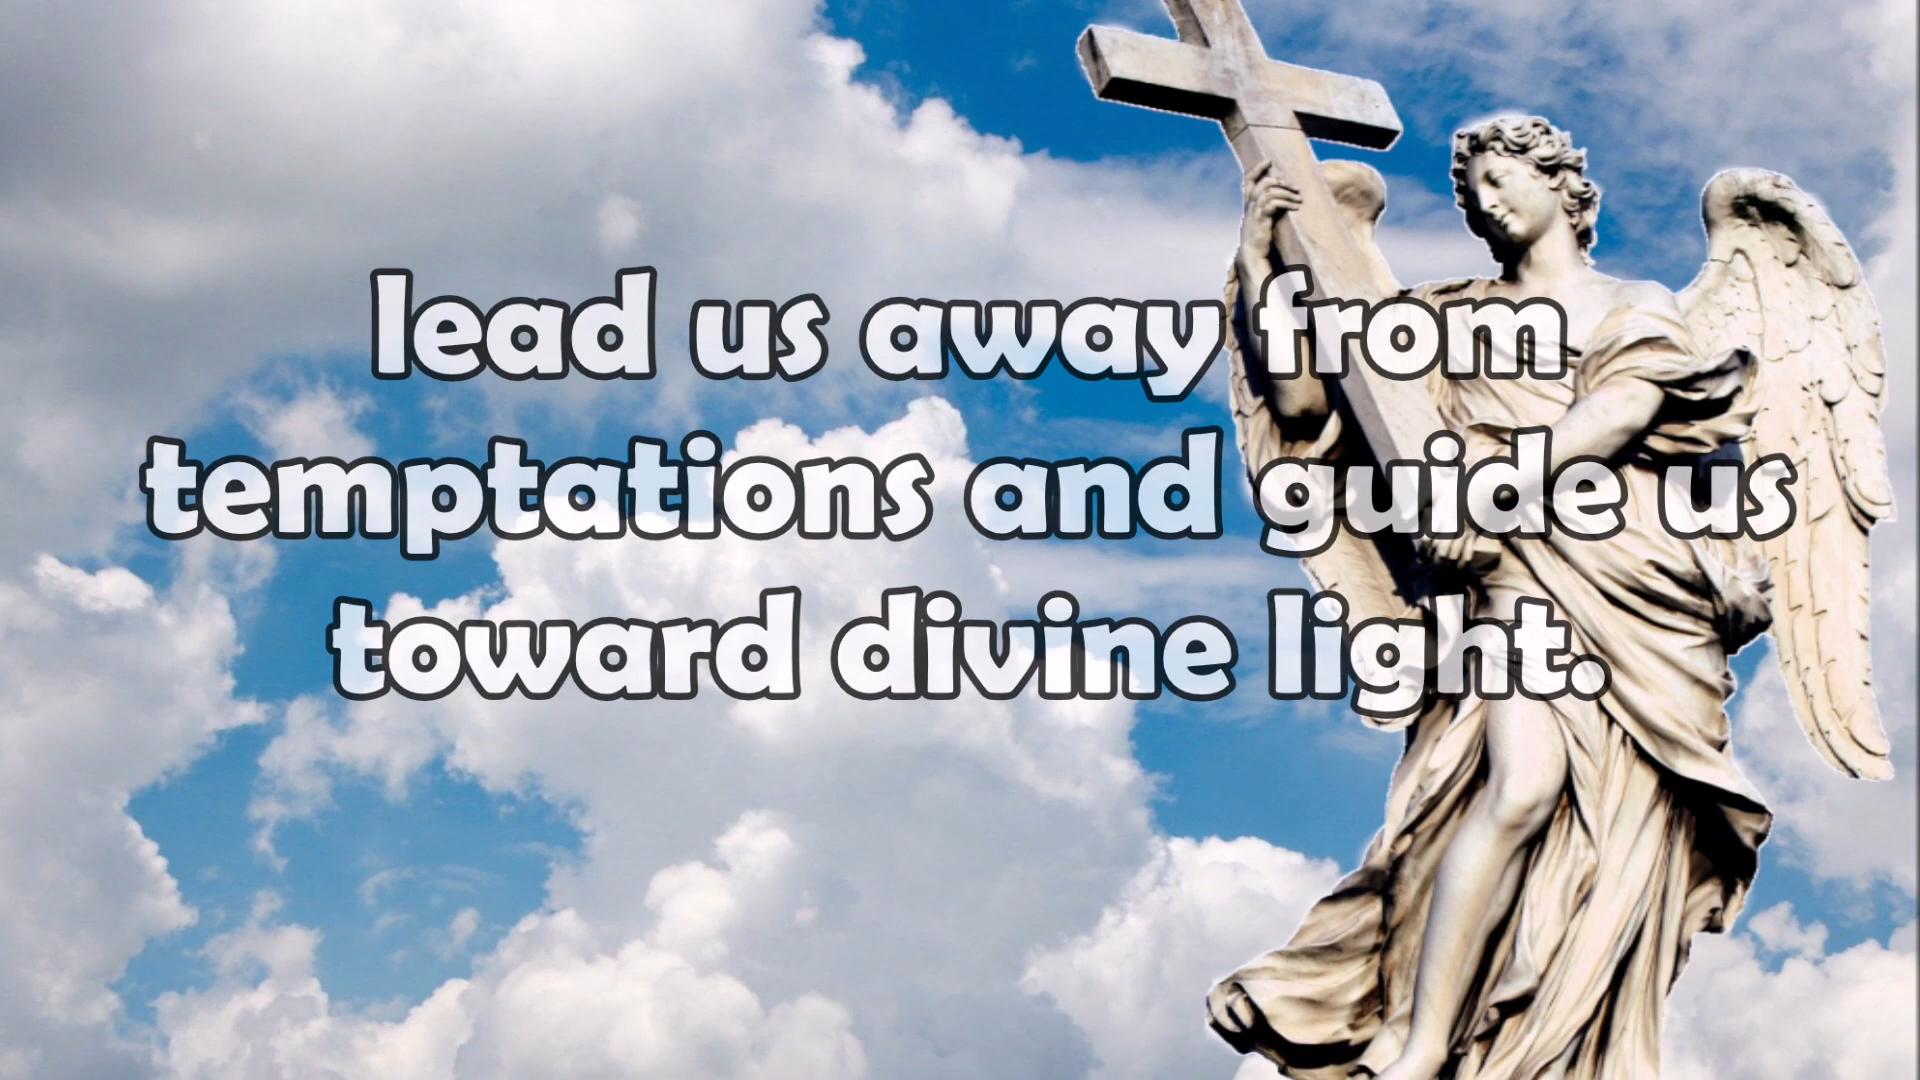 lead us away from
temptations and guide us
toward divine light.